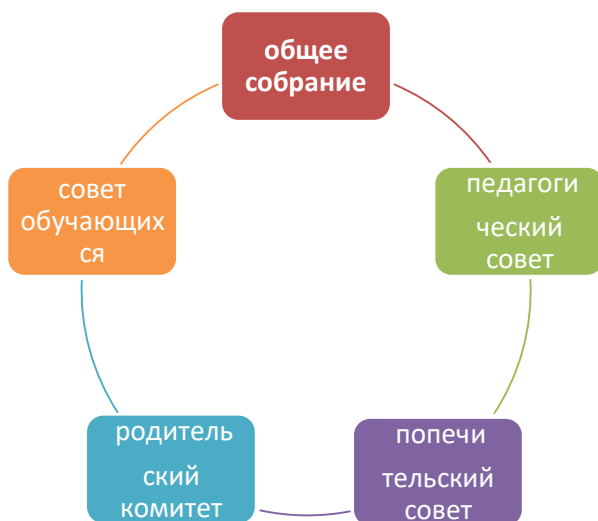 общее
собрание
педагоги
ческий
совет
попечи
тельский
совет
родитель
ский
комитет
совет
обучающих
ся